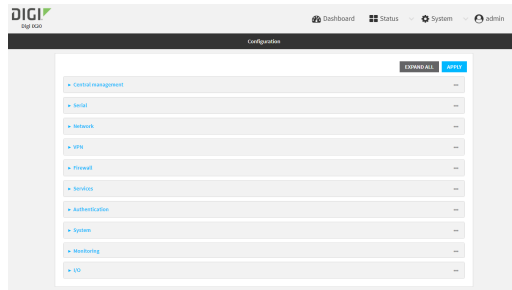 DIGI
Digi IX20
Dashboard Status System admin
Configuration
EXPAND ALL APPLY
Central management
Serial
Network
VPN
Firewall
Services
Authentication
System
Monitoring
I/O